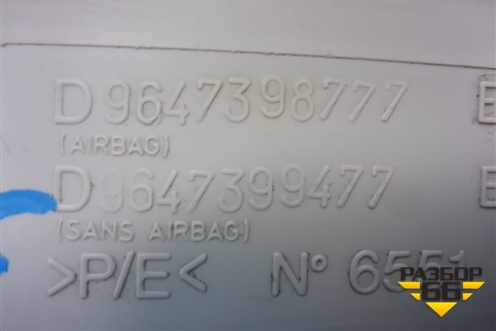 D 9647398777 E
(AIRBAG)
D 9647399477 E
(SANS AIRBAG)
>P/E< N° 6551
РАЗБОР
66